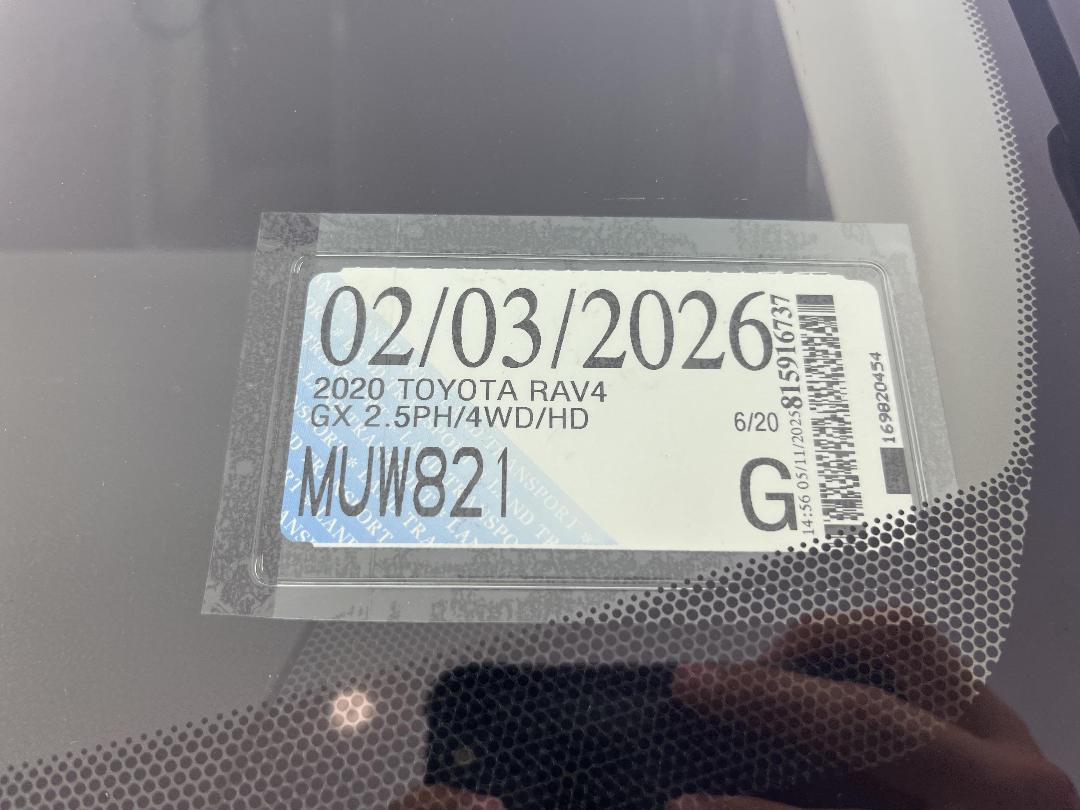 02/03/2026
2020 TOYOTA RAV4
GX 2.5PH/4WD/HD
6/20
MUW821
G
14:56 05/11/2025
815916737
169820454